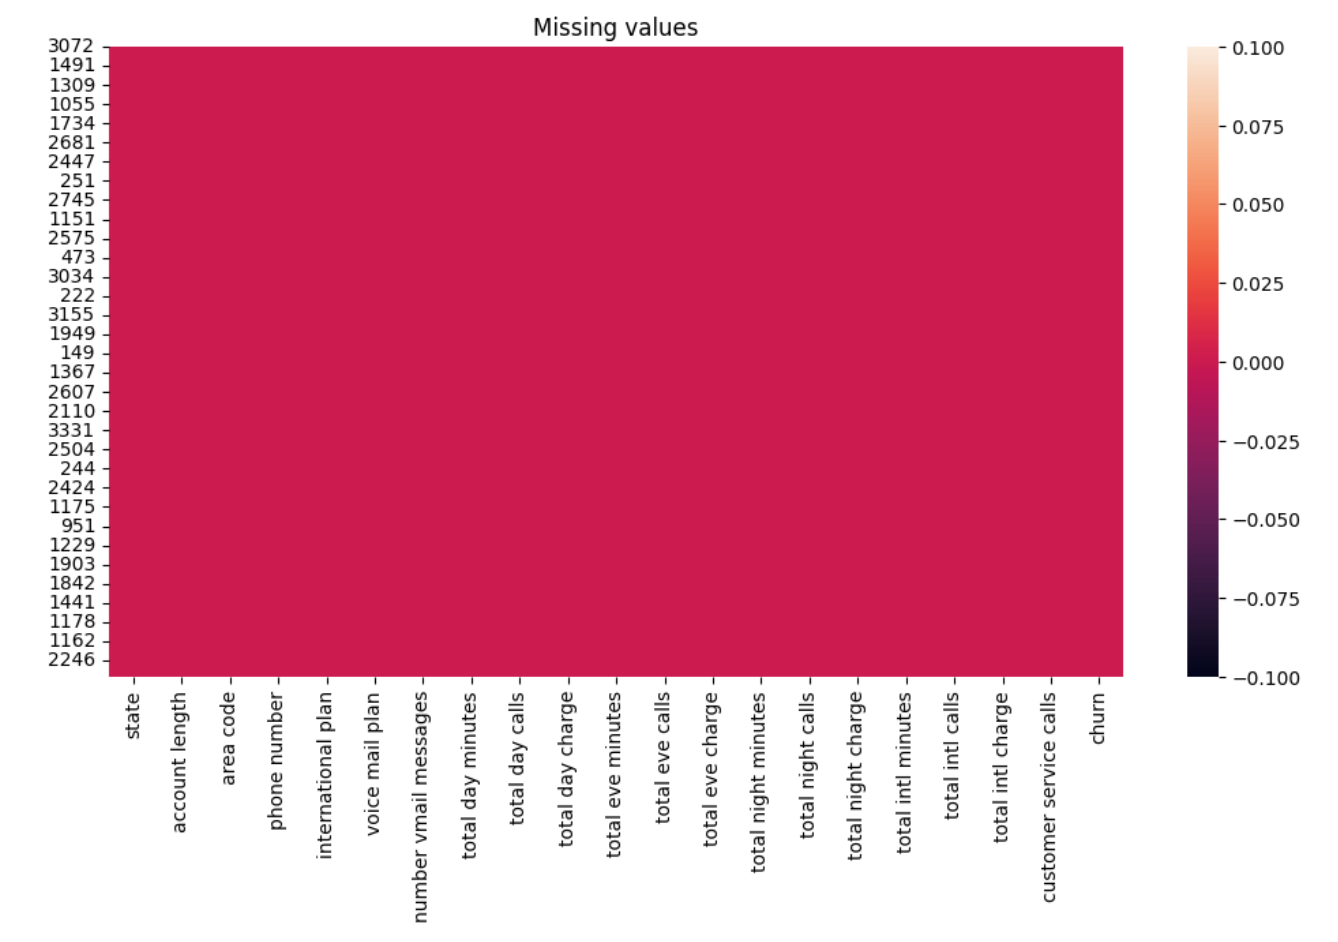 Missing values
3072
1491
1309
1055
1734
2681
2447
251
2745
1151
2575
473
3034
222
3155
1949
149
1367
2607
2110
3331
2504
244
2424
1175
951
1229
1903
1842
1441
1178
1162
2246
state
account length
area code
phone number
international plan
voice mail plan
number vmail messages
total day minutes
total day calls
total day charge
total eve minutes
total eve calls
total eve charge
total night minutes
total night calls
total night charge
total intl minutes
total intl calls
total intl charge
customer service calls
churn
0.100
0.075
0.050
0.025
0.000
−0.025
−0.050
−0.075
−0.100